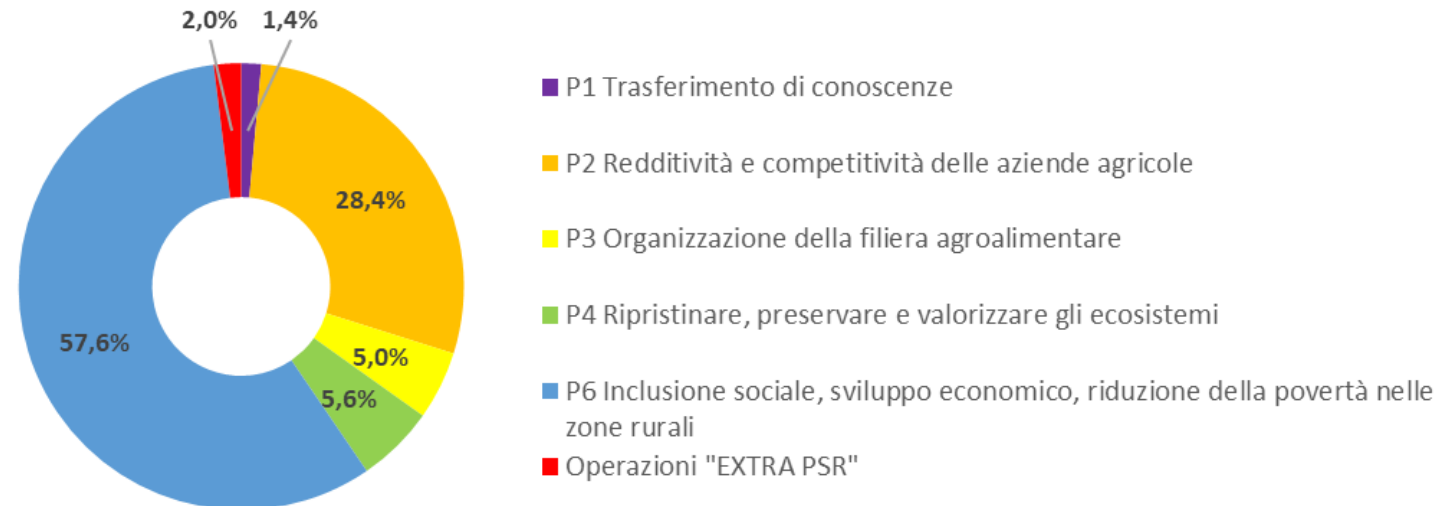 2,0% 1,4%
28,4%
5,0%
5,6%
57,6%
P1 Trasferimento di conoscenze
P2 Redditività e competitività delle aziende agricole
P3 Organizzazione della filiera agroalimentare
P4 Ripristinare, preservare e valorizzare gli ecosistemi
P6 Inclusione sociale, sviluppo economico, riduzione della povertà nelle
zone rurali
Operazioni "EXTRA PSR"